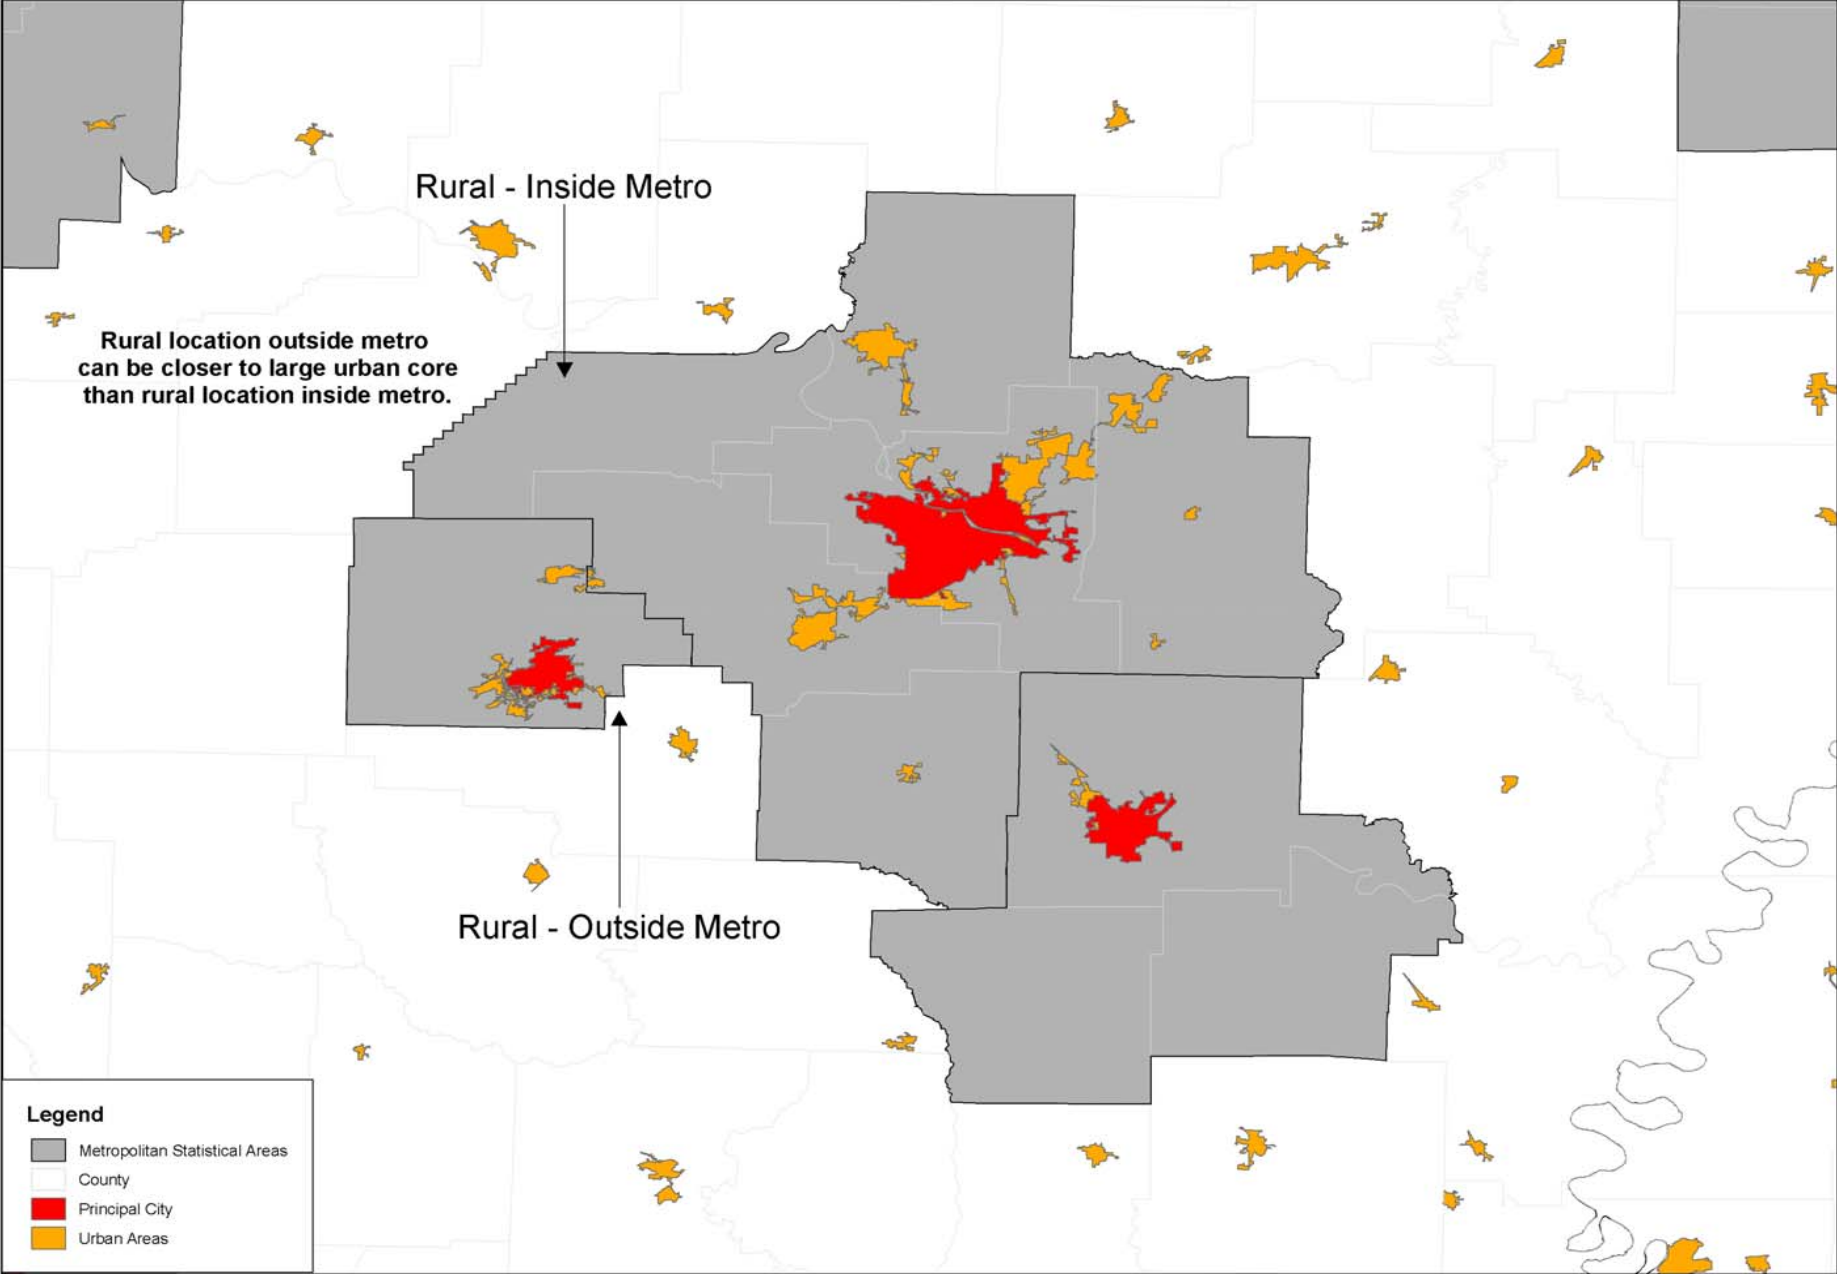 Rural - Inside Metro
Rural location outside metro
can be closer to large urban core
than rural location inside metro.
Rural - Outside Metro
Legend
Metropolitan Statistical Areas
County
Principal City
Urban Areas